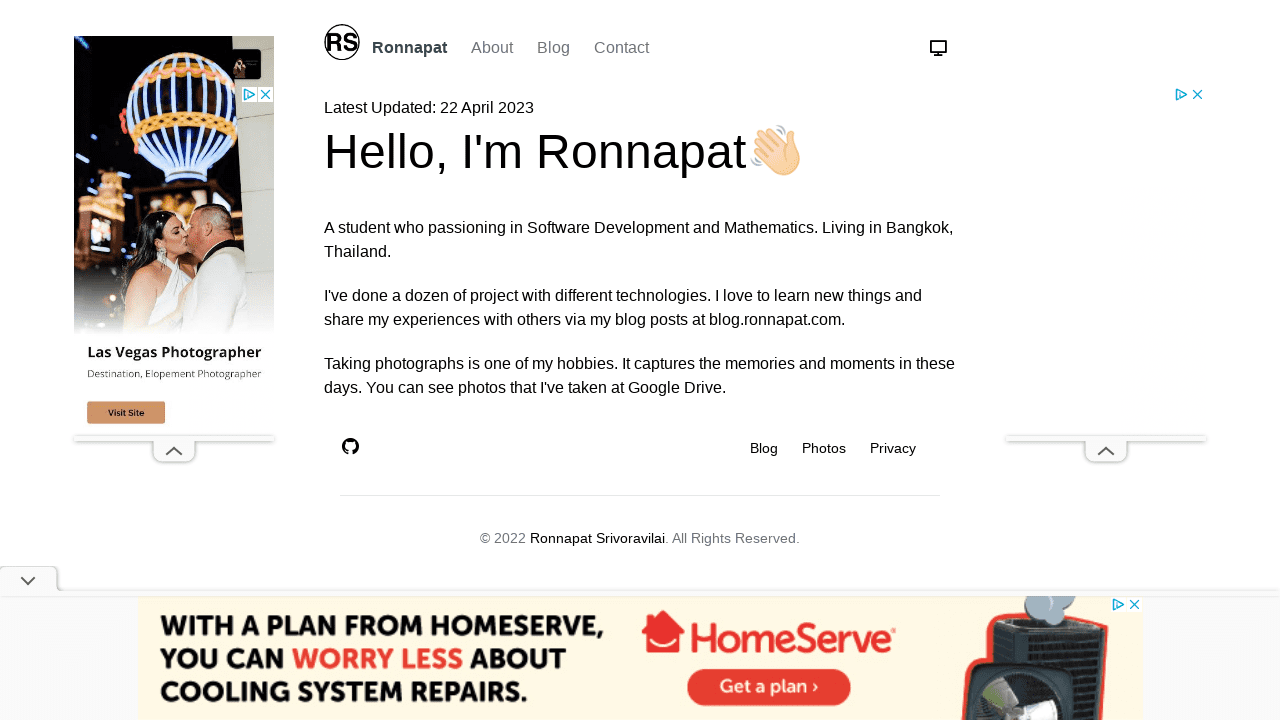 RS
Ronnapat About Blog Contact
Latest Updated: 22 April 2023
Hello, I'm Ronnapat
A student who passioning in Software Development and Mathematics. Living in Bangkok,
Thailand.
I've done a dozen of project with different technologies. I love to learn new things and
share my experiences with others via my blog posts at blog.ronnapat.com.
Taking photographs is one of my hobbies. It captures the memories and moments in these
days. You can see photos that I've taken at Google Drive.
Blog Photos Privacy
© 2022 Ronnapat Srivoravilai. All Rights Reserved.
Las Vegas Photographer
Destination, Elopement Photographer
Visit Site
WITH A PLAN FROM HOMESERVE,
YOU CAN WORRY LESS ABOUT
COOLING SYSTEM REPAIRS.
HomeServe
Get a plan ›